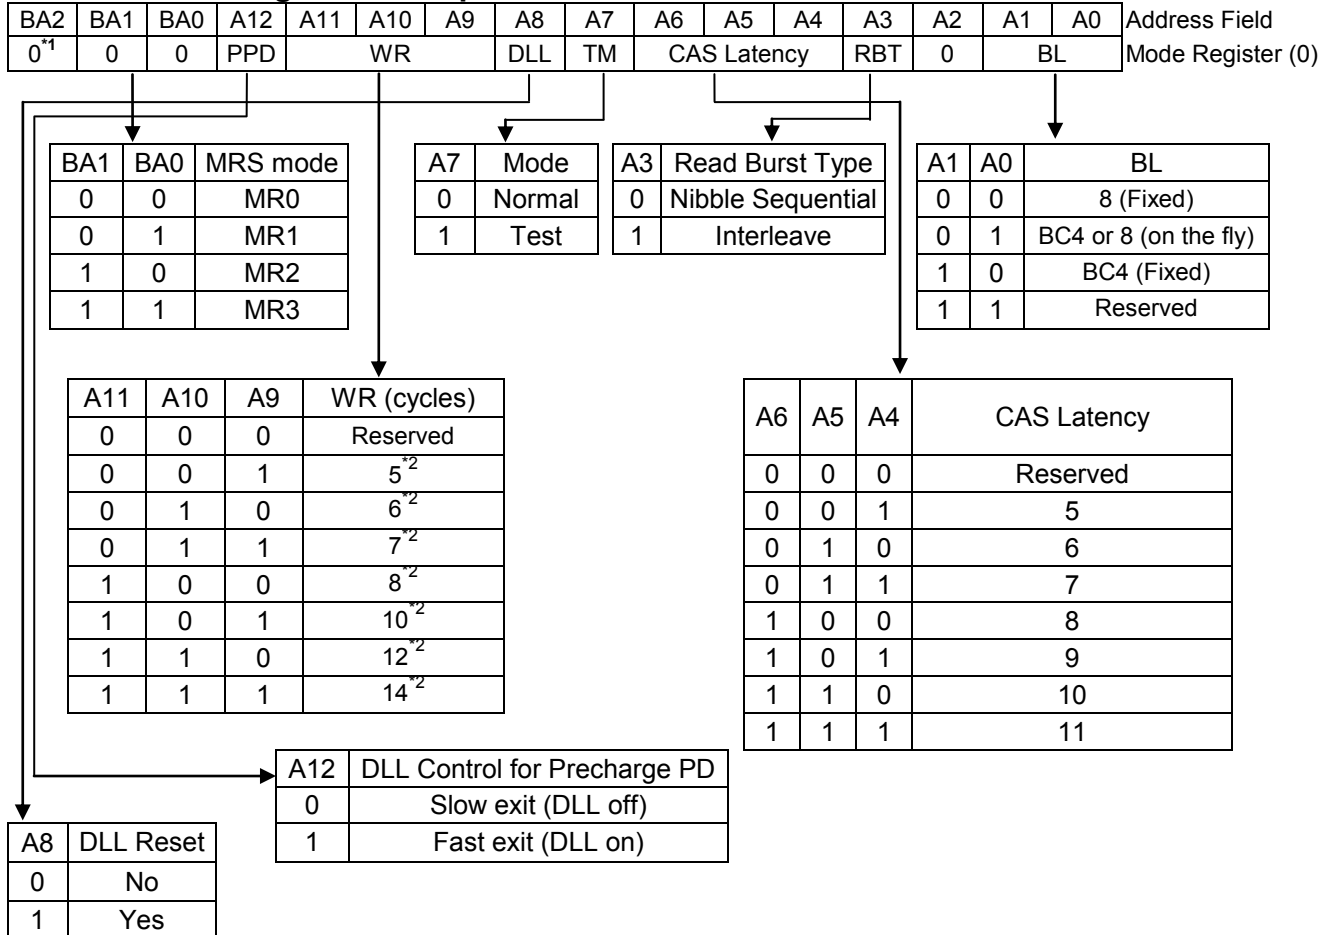 BA2 BA1 BA0 A12 A11 A10 A9 A8 A7 A6 A5 A4 A3 A2 A1 A0 Address Field
0*1 0 0 PPD WR DLL TM CAS Latency RBT 0 BL Mode Register (0)
BA1 BA0 MRS mode
0 0 MR0
0 1 MR1
1 0 MR2
1 1 MR3
A7 Mode
0 Normal
1 Test
A3 Read Burst Type
0 Nibble Sequential
1 Interleave
A1 A0 BL
0 0 8 (Fixed)
0 1 BC4 or 8 (on the fly)
1 0 BC4 (Fixed)
1 1 Reserved
A11 A10 A9 WR (cycles)
0 0 0 Reserved
0 0 1 5*2
0 1 0 6*2
0 1 1 7*2
1 0 0 8*2
1 0 1 10*2
1 1 0 12*2
1 1 1 14*2
A6 A5 A4 CAS Latency
0 0 0 Reserved
0 0 1 5
0 1 0 6
0 1 1 7
1 0 0 8
1 0 1 9
1 1 0 10
1 1 1 11
A12 DLL Control for Precharge PD
0 Slow exit (DLL off)
1 Fast exit (DLL on)
A8 DLL Reset
0 No
1 Yes